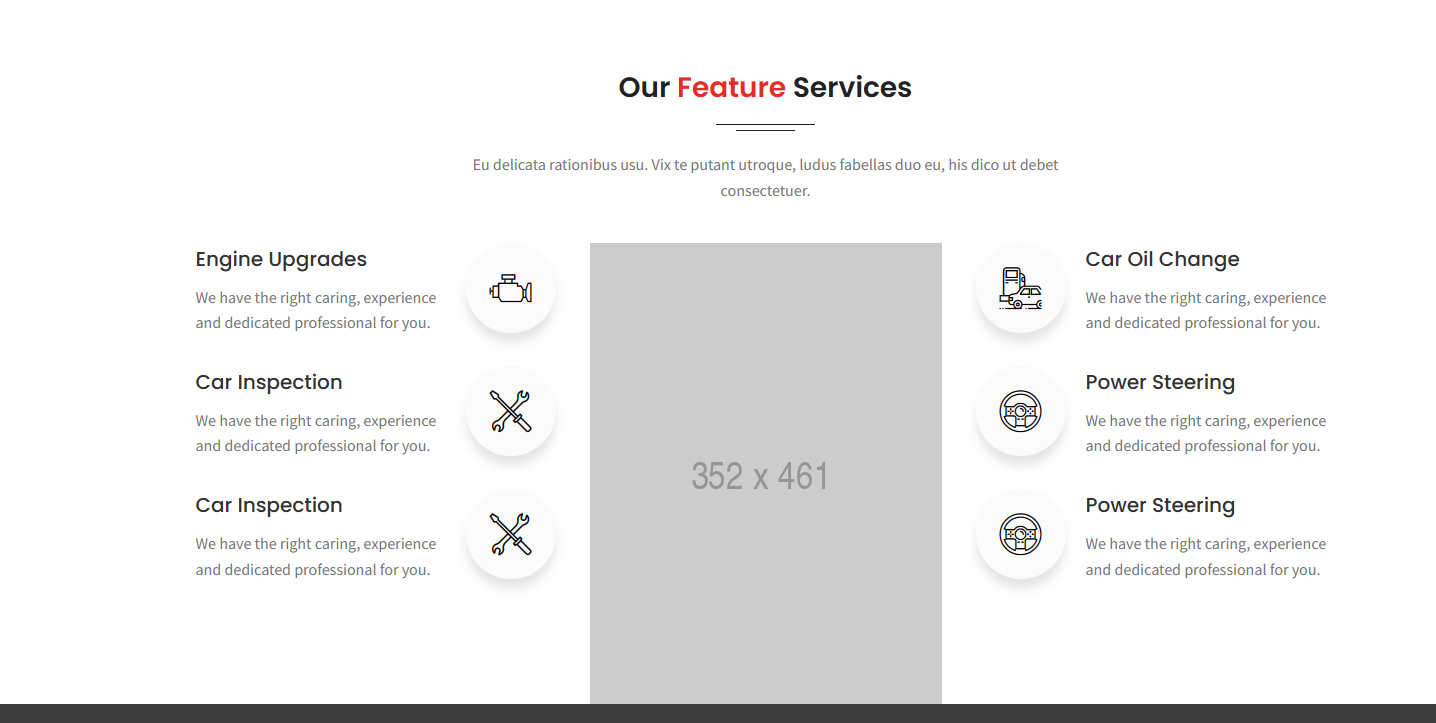 Our Feature Services
Eu delicata rationibus usu. Vix te putant utroque, ludus fabellas duo eu, his dico ut debet
consectetuer.
Engine Upgrades
We have the right caring, experience
and dedicated professional for you.
Car Inspection
We have the right caring, experience
and dedicated professional for you.
Car Inspection
We have the right caring, experience
and dedicated professional for you.
352 x 461
Car Oil Change
We have the right caring, experience
and dedicated professional for you.
Power Steering
We have the right caring, experience
and dedicated professional for you.
Power Steering
We have the right caring, experience
and dedicated professional for you.